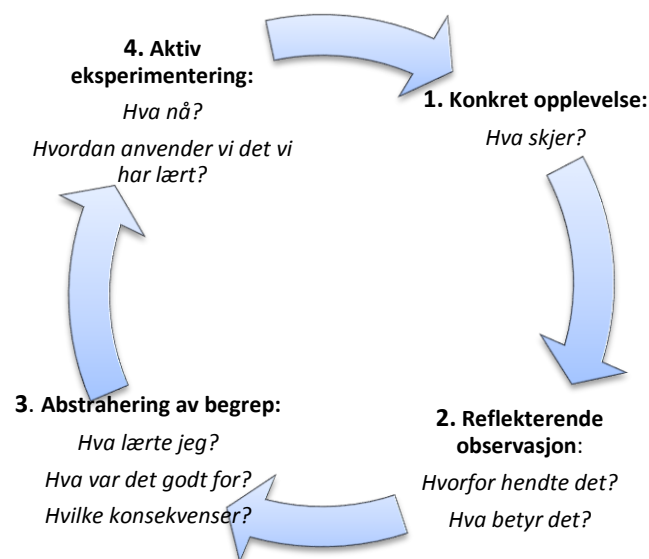 4. Aktiv
eksperimentering:
Hva nå?
Hvordan anvender vi det vi
har lært?
1. Konkret opplevelse:
Hva skjer?
3. Abstrahering av begrep:
Hva lærte jeg?
Hva var det godt for?
Hvilke konsekvenser?
2. Reflekterende
observasjon:
Hvorfor hendte det?
Hva betyr det?